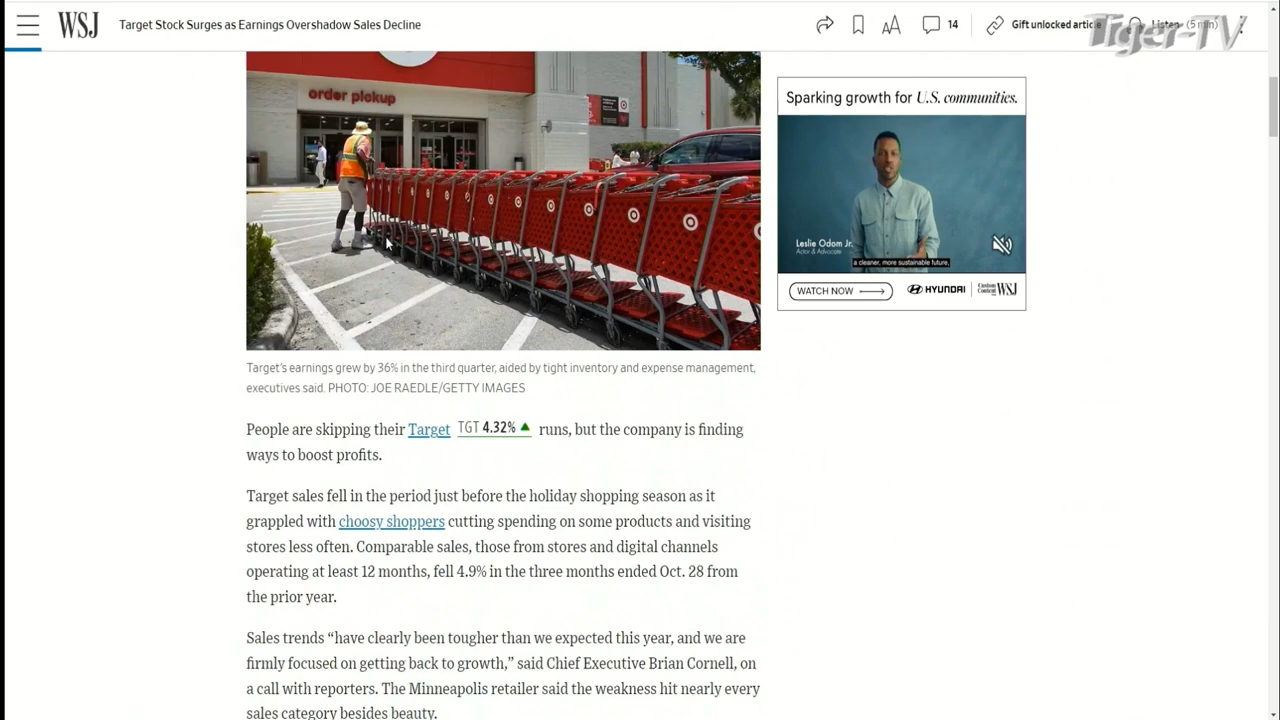 WSJ
Target Stock Surges as Earnings Overshadow Sales Decline
14
Gift unlocked article
Listen (5 min)
Tiger-TV
order pickup
Sparking growth for U.S. communities.
Leslie Odom Jr.
Actor & Advocate
a cleaner, more sustainable future,
WATCH NOW
HYUNDAI
Custom Content WSJ
Target's earnings grew by 36% in the third quarter, aided by tight inventory and expense management,
executives said. PHOTO: JOE RAEDLE/GETTY IMAGES
People are skipping their Target TGT 4.32% ▲ runs, but the company is finding
ways to boost profits.
Target sales fell in the period just before the holiday shopping season as it
grappled with choosy shoppers cutting spending on some products and visiting
stores less often. Comparable sales, those from stores and digital channels
operating at least 12 months, fell 4.9% in the three months ended Oct. 28 from
the prior year.
Sales trends “have clearly been tougher than we expected this year, and we are
firmly focused on getting back to growth,” said Chief Executive Brian Cornell, on
a call with reporters. The Minneapolis retailer said the weakness hit nearly every
sales category besides beauty.